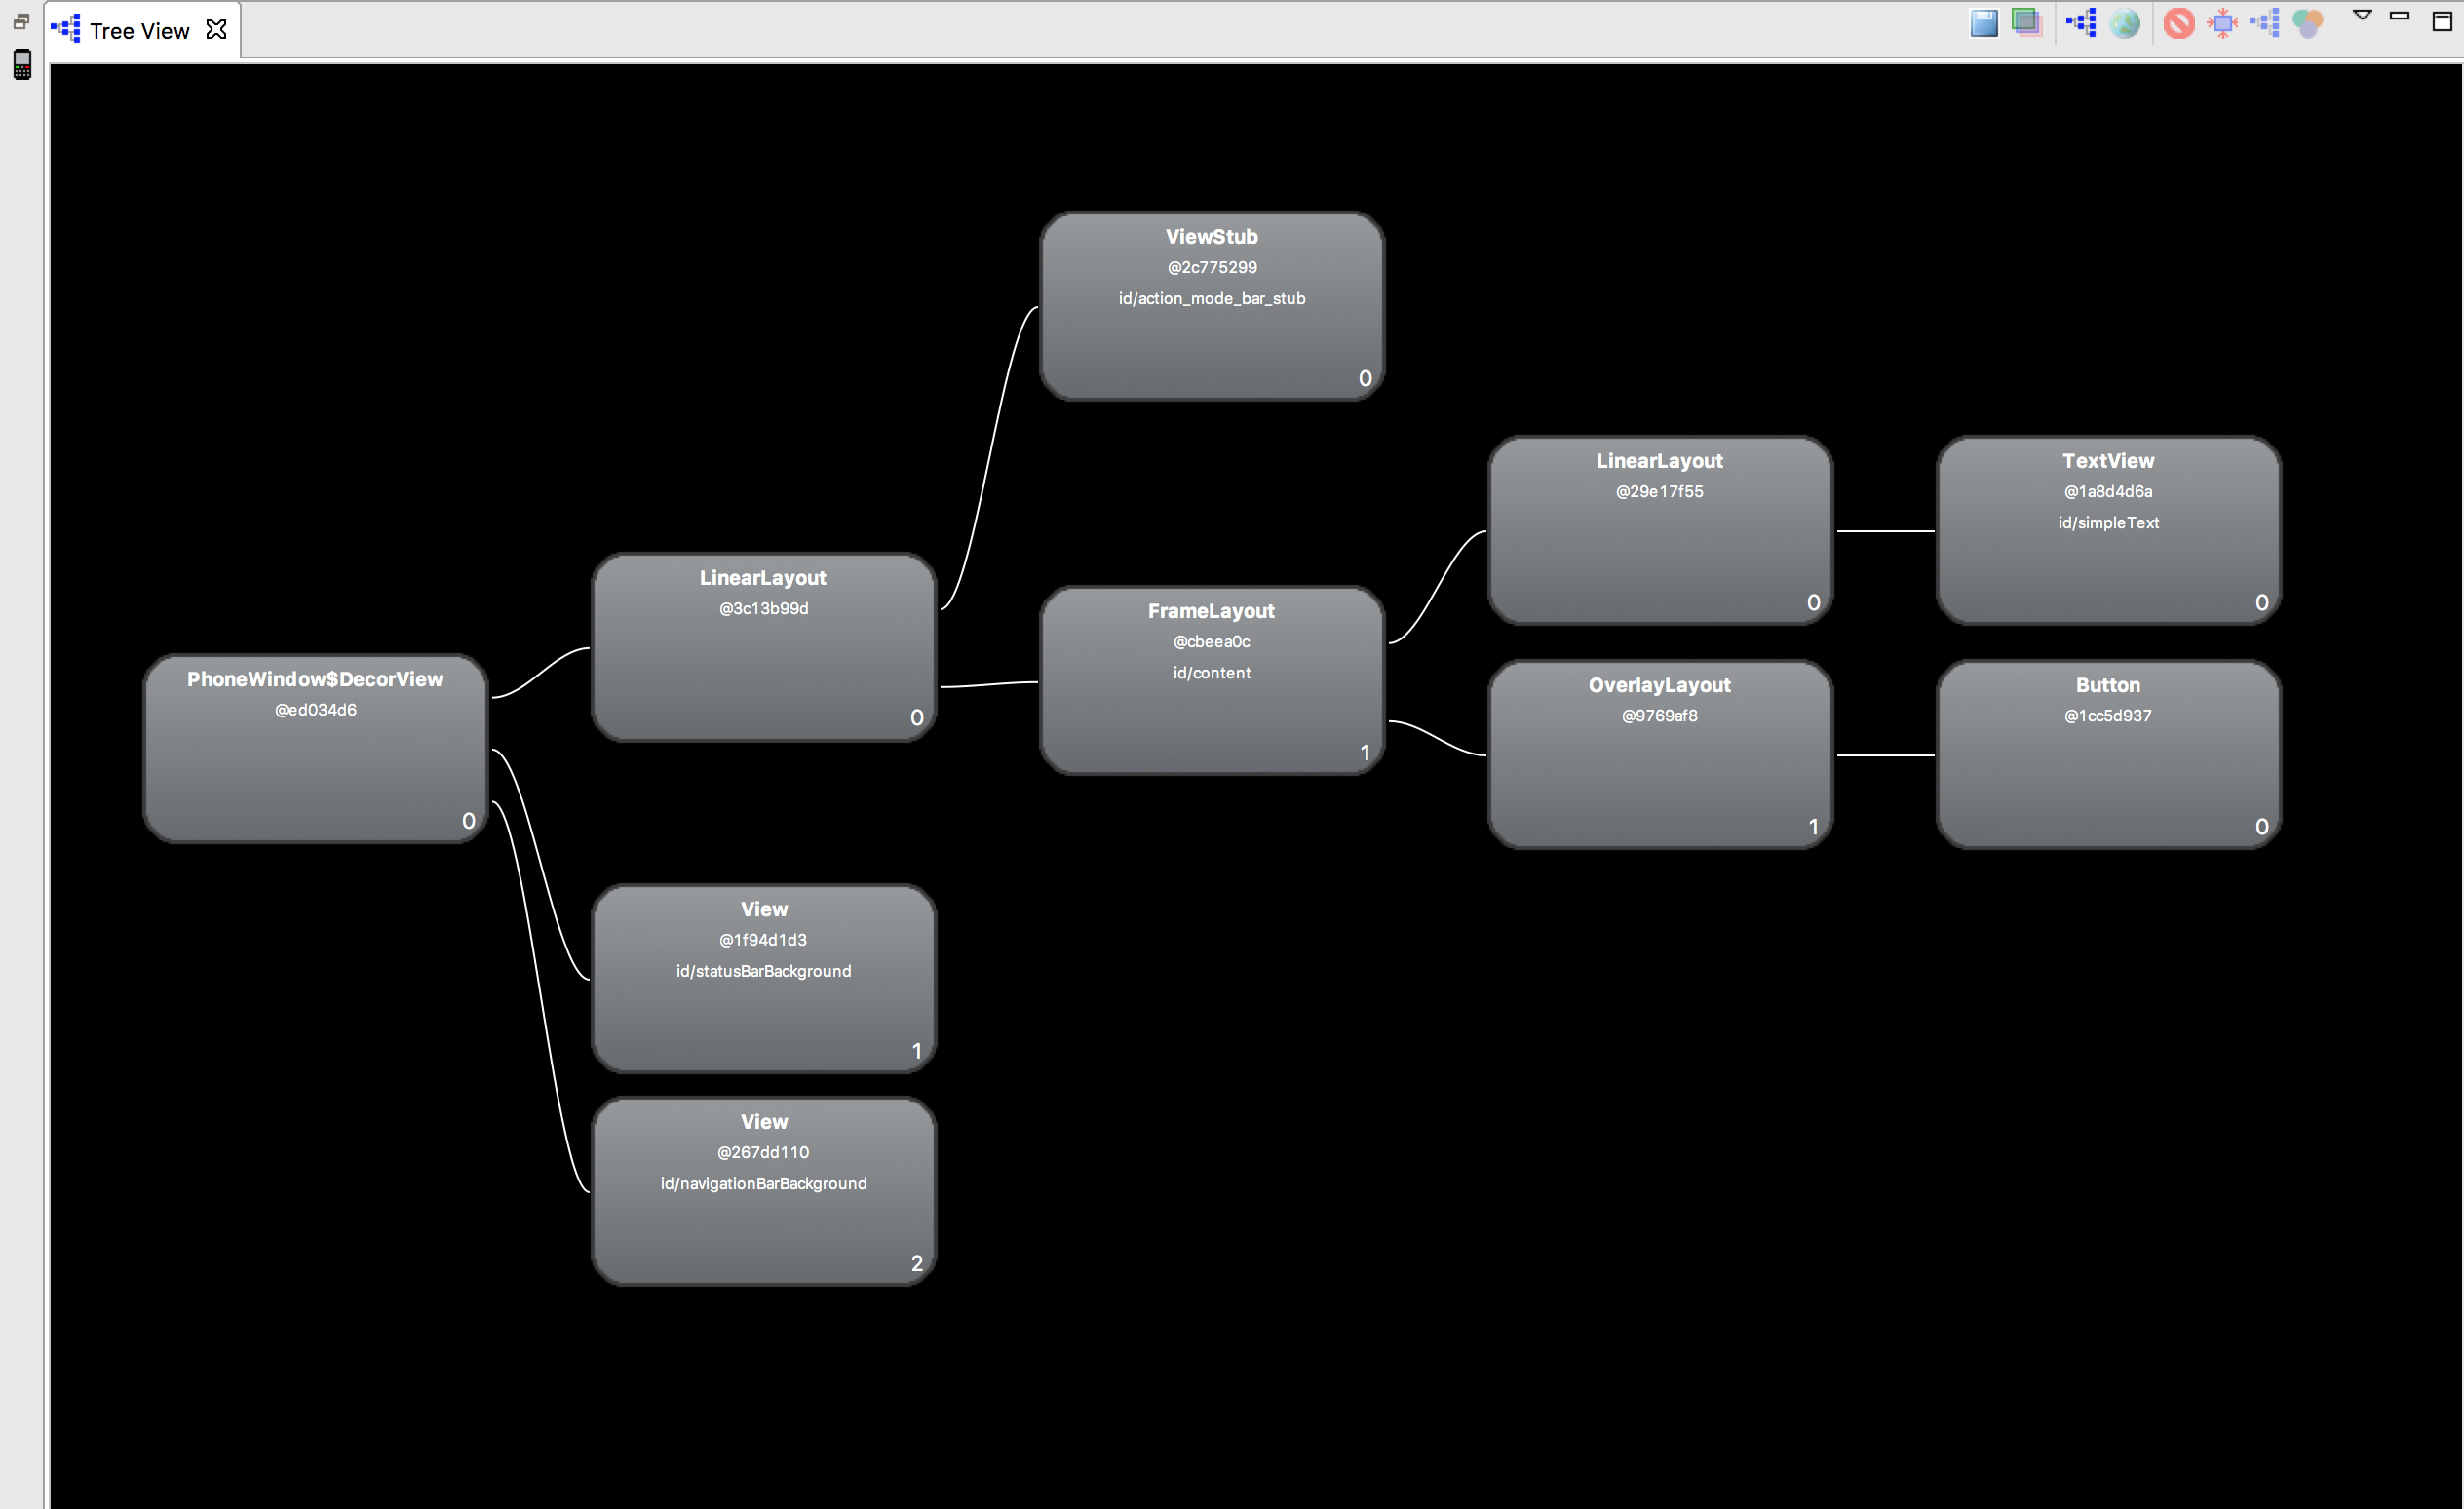 Tree View
ViewStub
@2c775299
id/action_mode_bar_stub
0
LinearLayout
@29e17f55
0
TextView
@1a8d4d6a
id/simpleText
0
LinearLayout
@3c13b99d
0
FrameLayout
@cbeea0c
id/content
1
PhoneWindow$DecorView
@ed034d6
0
OverlayLayout
@9769af8
1
Button
@1cc5d937
0
View
@1f94d1d3
id/statusBarBackground
1
View
@267dd110
id/navigationBarBackground
2